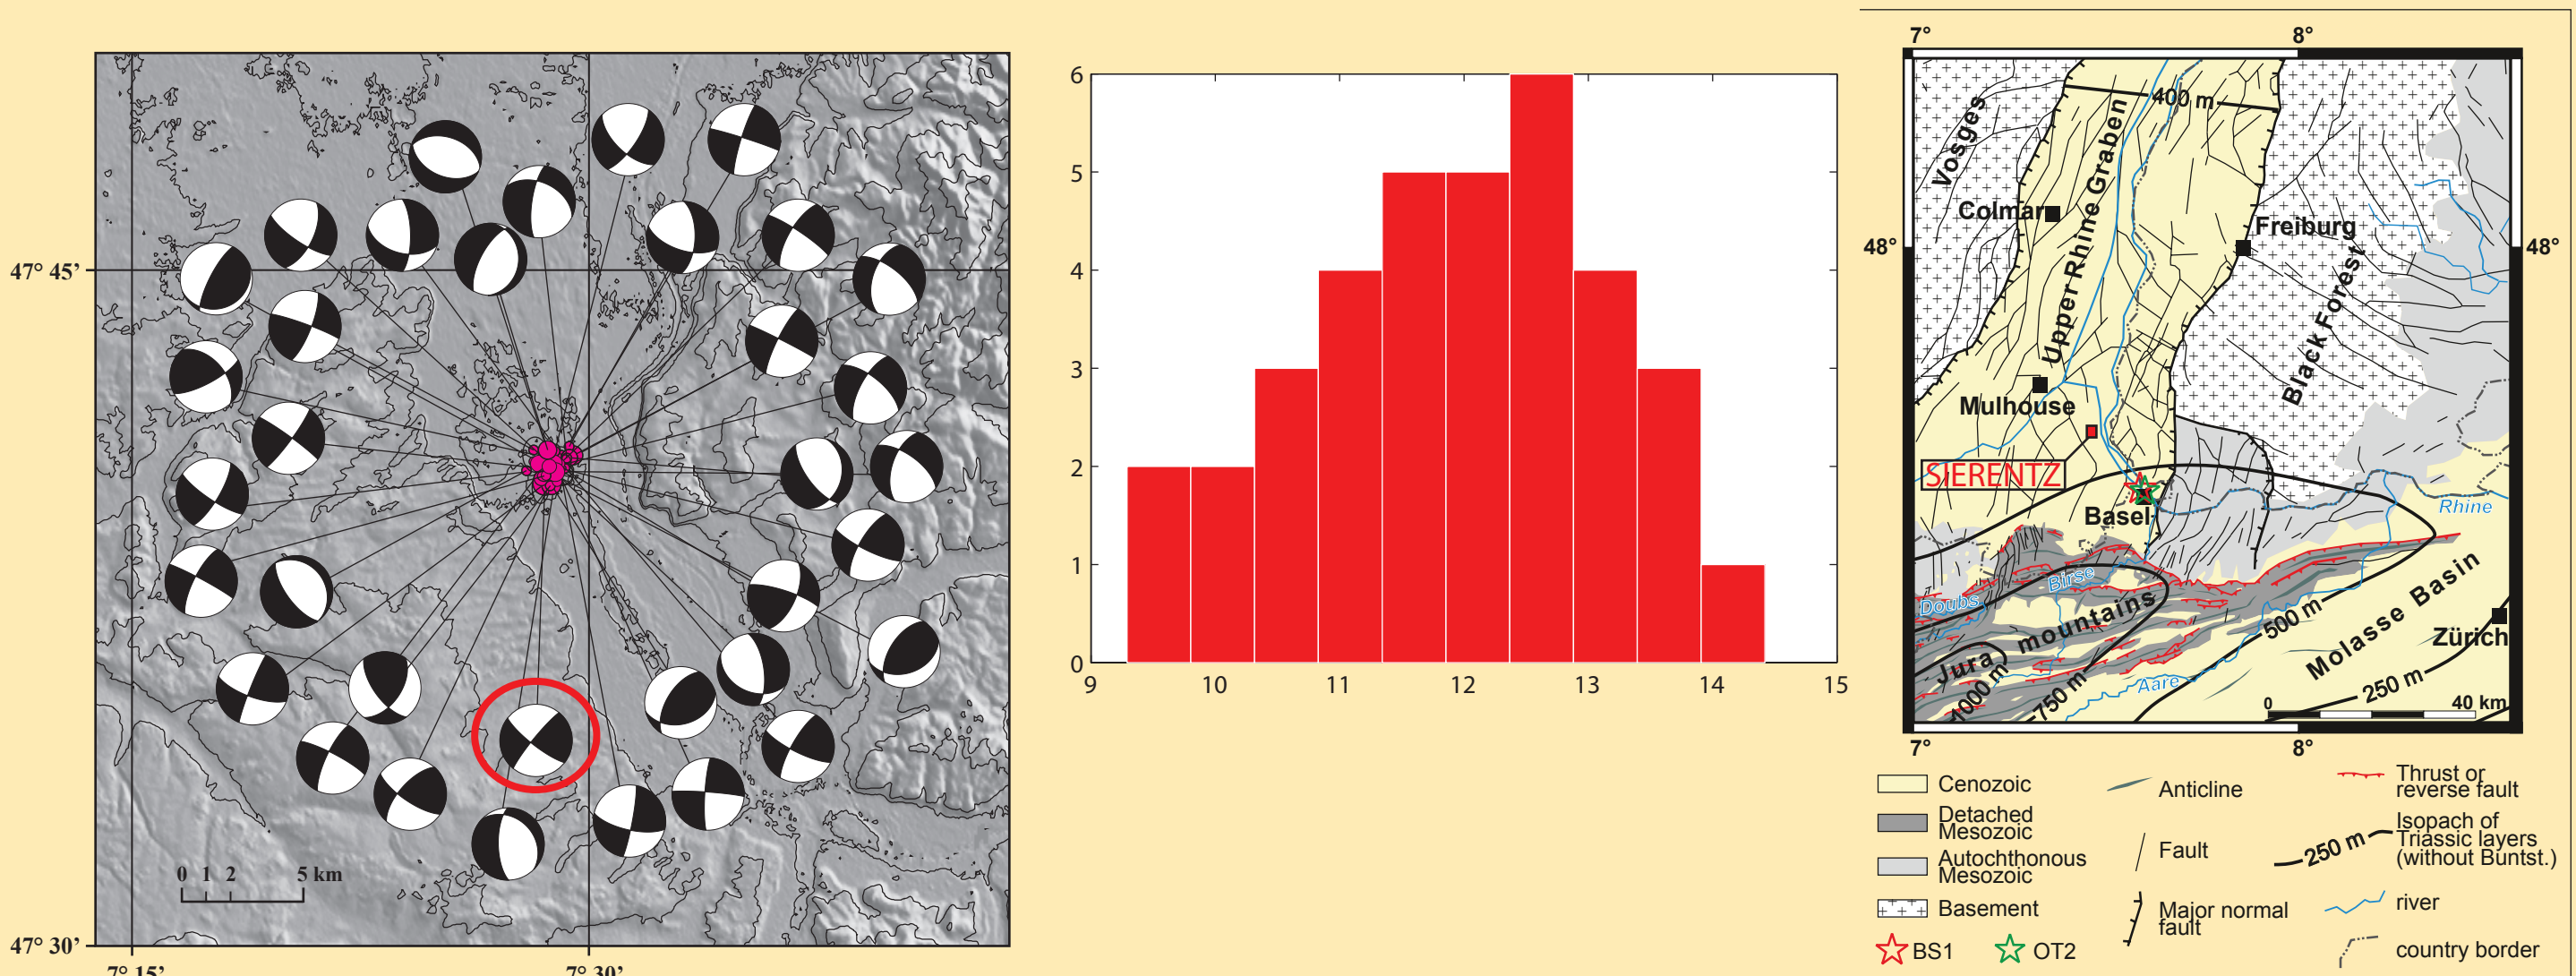 47° 45’
47° 30’
7° 15’
7° 30’
0 1 2 5 km
6
5
4
3
2
1
0
9 10 11 12 13 14 15
7° 8°
48° 48°
Vosges
400 m
Upper Rhine Graben
Colmar
Freiburg
Black Forest
Mulhouse
SIERENTZ
Basel
Rhine
Birse
Doubs
Jura mountains
500 m
Molasse Basin
Zürich
1000 m
750 m
Aare
250 m
0 40 km
7° 8°
Cenozoic
Detached
Mesozoic
Autochthonous
Mesozoic
Basement
BS1 OT2
Anticline
Fault
Major normal
fault
Thrust or
reverse fault
250 m
Isopach of
Triassic layers
(without Buntst.)
river
country border